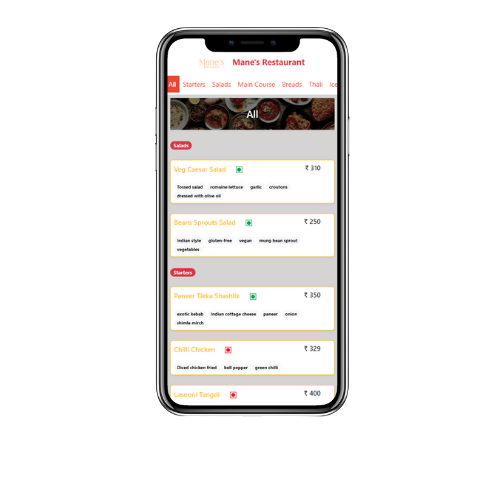 Mane's Mane's Restaurant
All Starters Salads Main Course Breads Thali Ice
All
Salads
Veg Caesar Salad ₹ 310
Tossed salad romaine lettuce garlic croutons
dressed with olive oil
Beans Sprouts Salad ₹ 250
Indian style gluten-free vegan mung bean sprout
vegetables
Starters
Paneer Tikka Shashlik ₹ 350
exotic kebab Indian cottage cheese paneer onion
shimla mirch
Chilli Chicken ₹ 329
Diced chicken fried bell pepper green chilli
Lasooni Tangdi ₹ 400